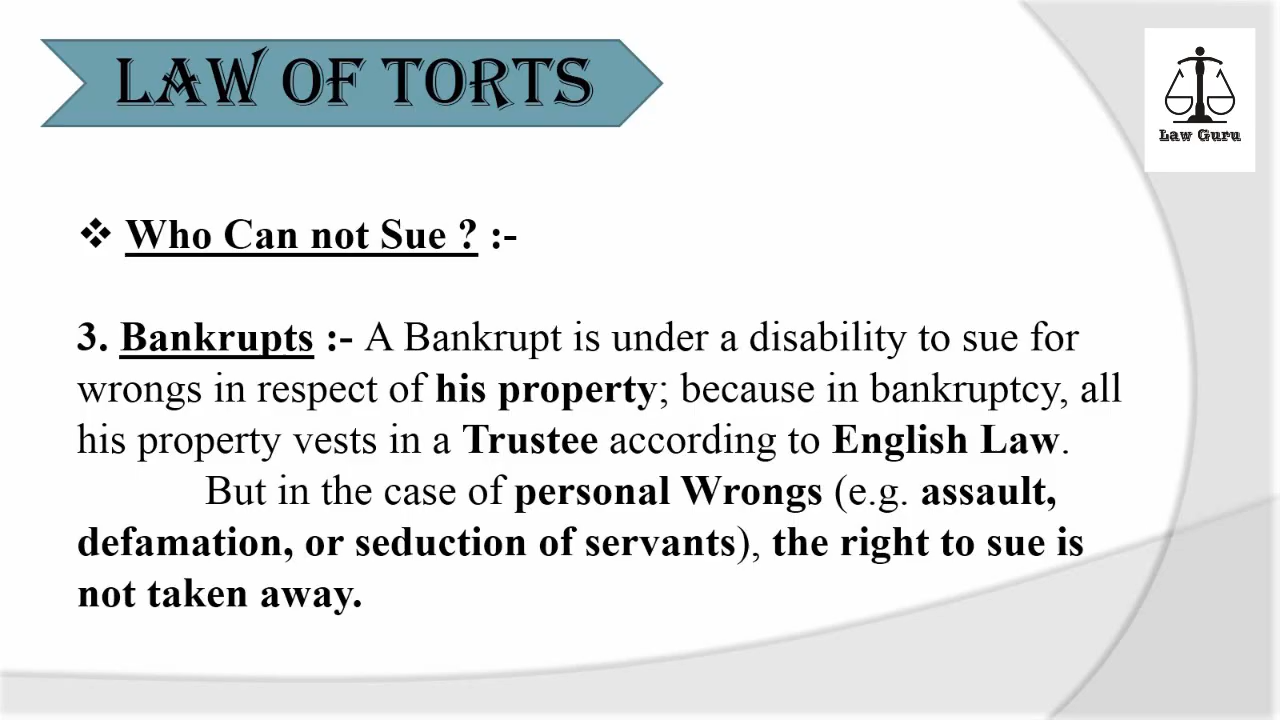 LAW OF TORTS
Law Guru
❖ Who Can not Sue ? :-
3. Bankrupts :- A Bankrupt is under a disability to sue for
wrongs in respect of his property; because in bankruptcy, all
his property vests in a Trustee according to English Law.
But in the case of personal Wrongs (e.g. assault,
defamation, or seduction of servants), the right to sue is
not taken away.